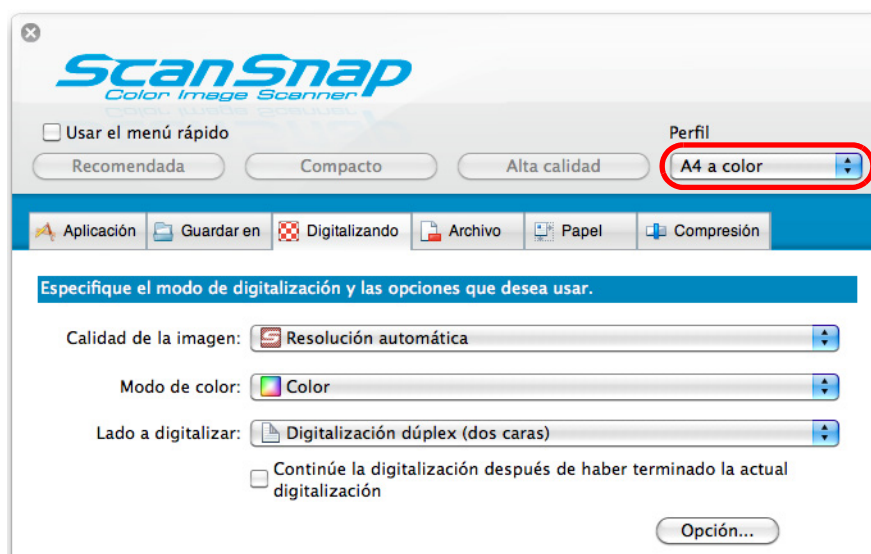 ScanSnap
Color Image Scanner
Usar el menú rápido
Perfil
Recomendada
Compacto
Alta calidad
A4 a color
Aplicación
Guardar en
Digitalizando
Archivo
Papel
Compresión
Especifique el modo de digitalización y las opciones que desea usar.
Calidad de la imagen:
Resolución automática
Modo de color:
Color
Lado a digitalizar:
Digitalización dúplex (dos caras)
Continúe la digitalización después de haber terminado la actual
digitalización
Opción...